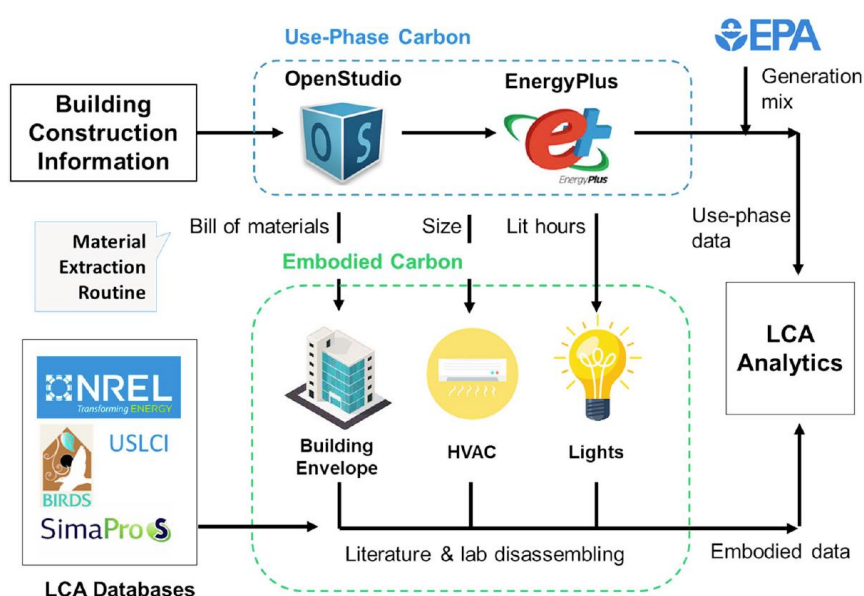 Use-Phase Carbon
EPA
OpenStudio
EnergyPlus
Generation
mix
Building
Construction
Information
O S
e+
EnergyPlus
Bill of materials
Size
Lit hours
Use-phase
data
Material
Extraction
Routine
Embodied Carbon
LCA
Analytics
NREL
Transforming ENERGY
USLCI
BIRDS
SimaPro S
Building
Envelope
HVAC
Lights
Literature & lab disassembling
Embodied data
LCA Databases